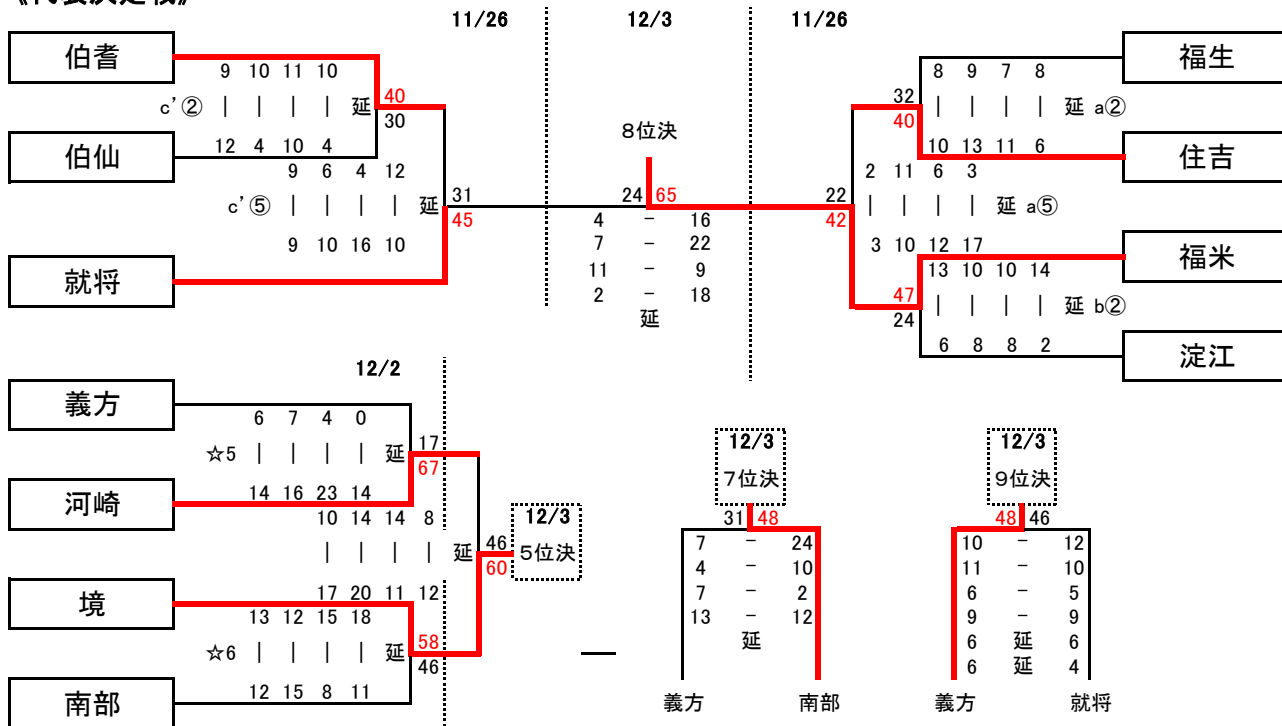 《代表決定戦》
11/26 12/3 11/26
伯耆
9 10 11 10
c'② | | | | 延 40
30
12 4 10 4
伯仙
9 6 4 12
c'⑤ | | | | 延 31
45
9 10 16 10
就将
8位決
24 65
4 － 16
7 － 22
11 － 9
2 － 18
延
福生
8 9 7 8
32
40 | | | | 延 a②
10 13 11 6
住吉
2 11 6 3
22
42 | | | | 延 a⑤
3 10 12 17
福米
13 10 10 14
47
24 | | | | 延 b②
6 8 8 2
淀江
12/2
義方
6 7 4 0
☆5 | | | | 延 17
67
14 16 23 14
河崎
10 14 14 8
| | | | 延 46
60
17 20 11 12
12/3
5位決
境
13 12 15 18
☆6 | | | | 延 58
46
12 15 8 11
南部
―
12/3
7位決
31 48
7 － 24
4 － 10
7 － 2
13 － 12
延
義方 南部
12/3
9位決
48 46
10 － 12
11 － 10
6 － 5
9 － 9
6 延 6
6 延 4
義方 就将